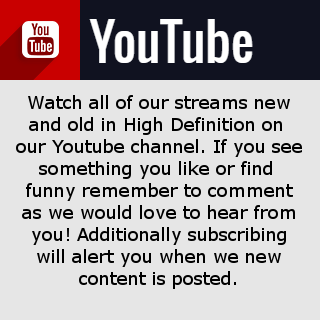 You
Tube
YouTube
Watch all of our streams new
and old in High Definition on
our Youtube channel. If you see
something you like or find
funny remember to comment
as we would love to hear from
you! Additionally subscribing
will alert you when we new
content is posted.